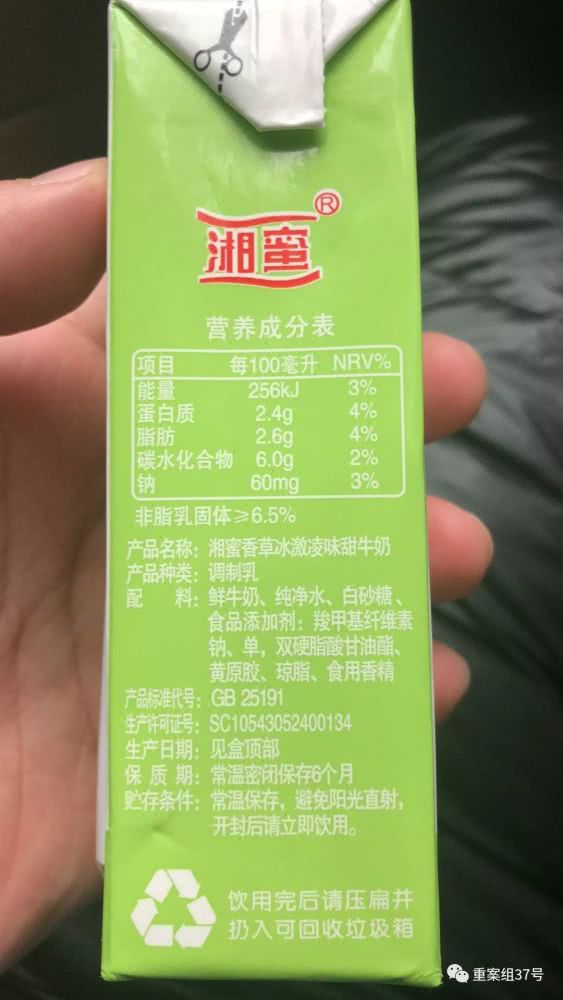 湘蜜®
营养成分表
项目 每100毫升 NRV%
能量 256kJ 3%
蛋白质 2.4g 4%
脂肪 2.6g 4%
碳水化合物 6.0g 2%
钠 60mg 3%
非脂乳固体≥6.5%
产品名称：湘蜜香草冰激凌味甜牛奶
产品种类：调制乳
配 料：鲜牛奶、纯净水、白砂糖、
食品添加剂：羧甲基纤维素
钠、单，双硬脂酸甘油酯、
黄原胶、琼脂、食用香精
产品标准代号：GB 25191
生产许可证号：SC10543052400134
生产日期：见盒顶部
保 质 期：常温密闭保存6个月
贮存条件：常温保存，避免阳光直射，
开封后请立即饮用。
饮用完后请压扁并
扔入可回收垃圾箱
重案组37号